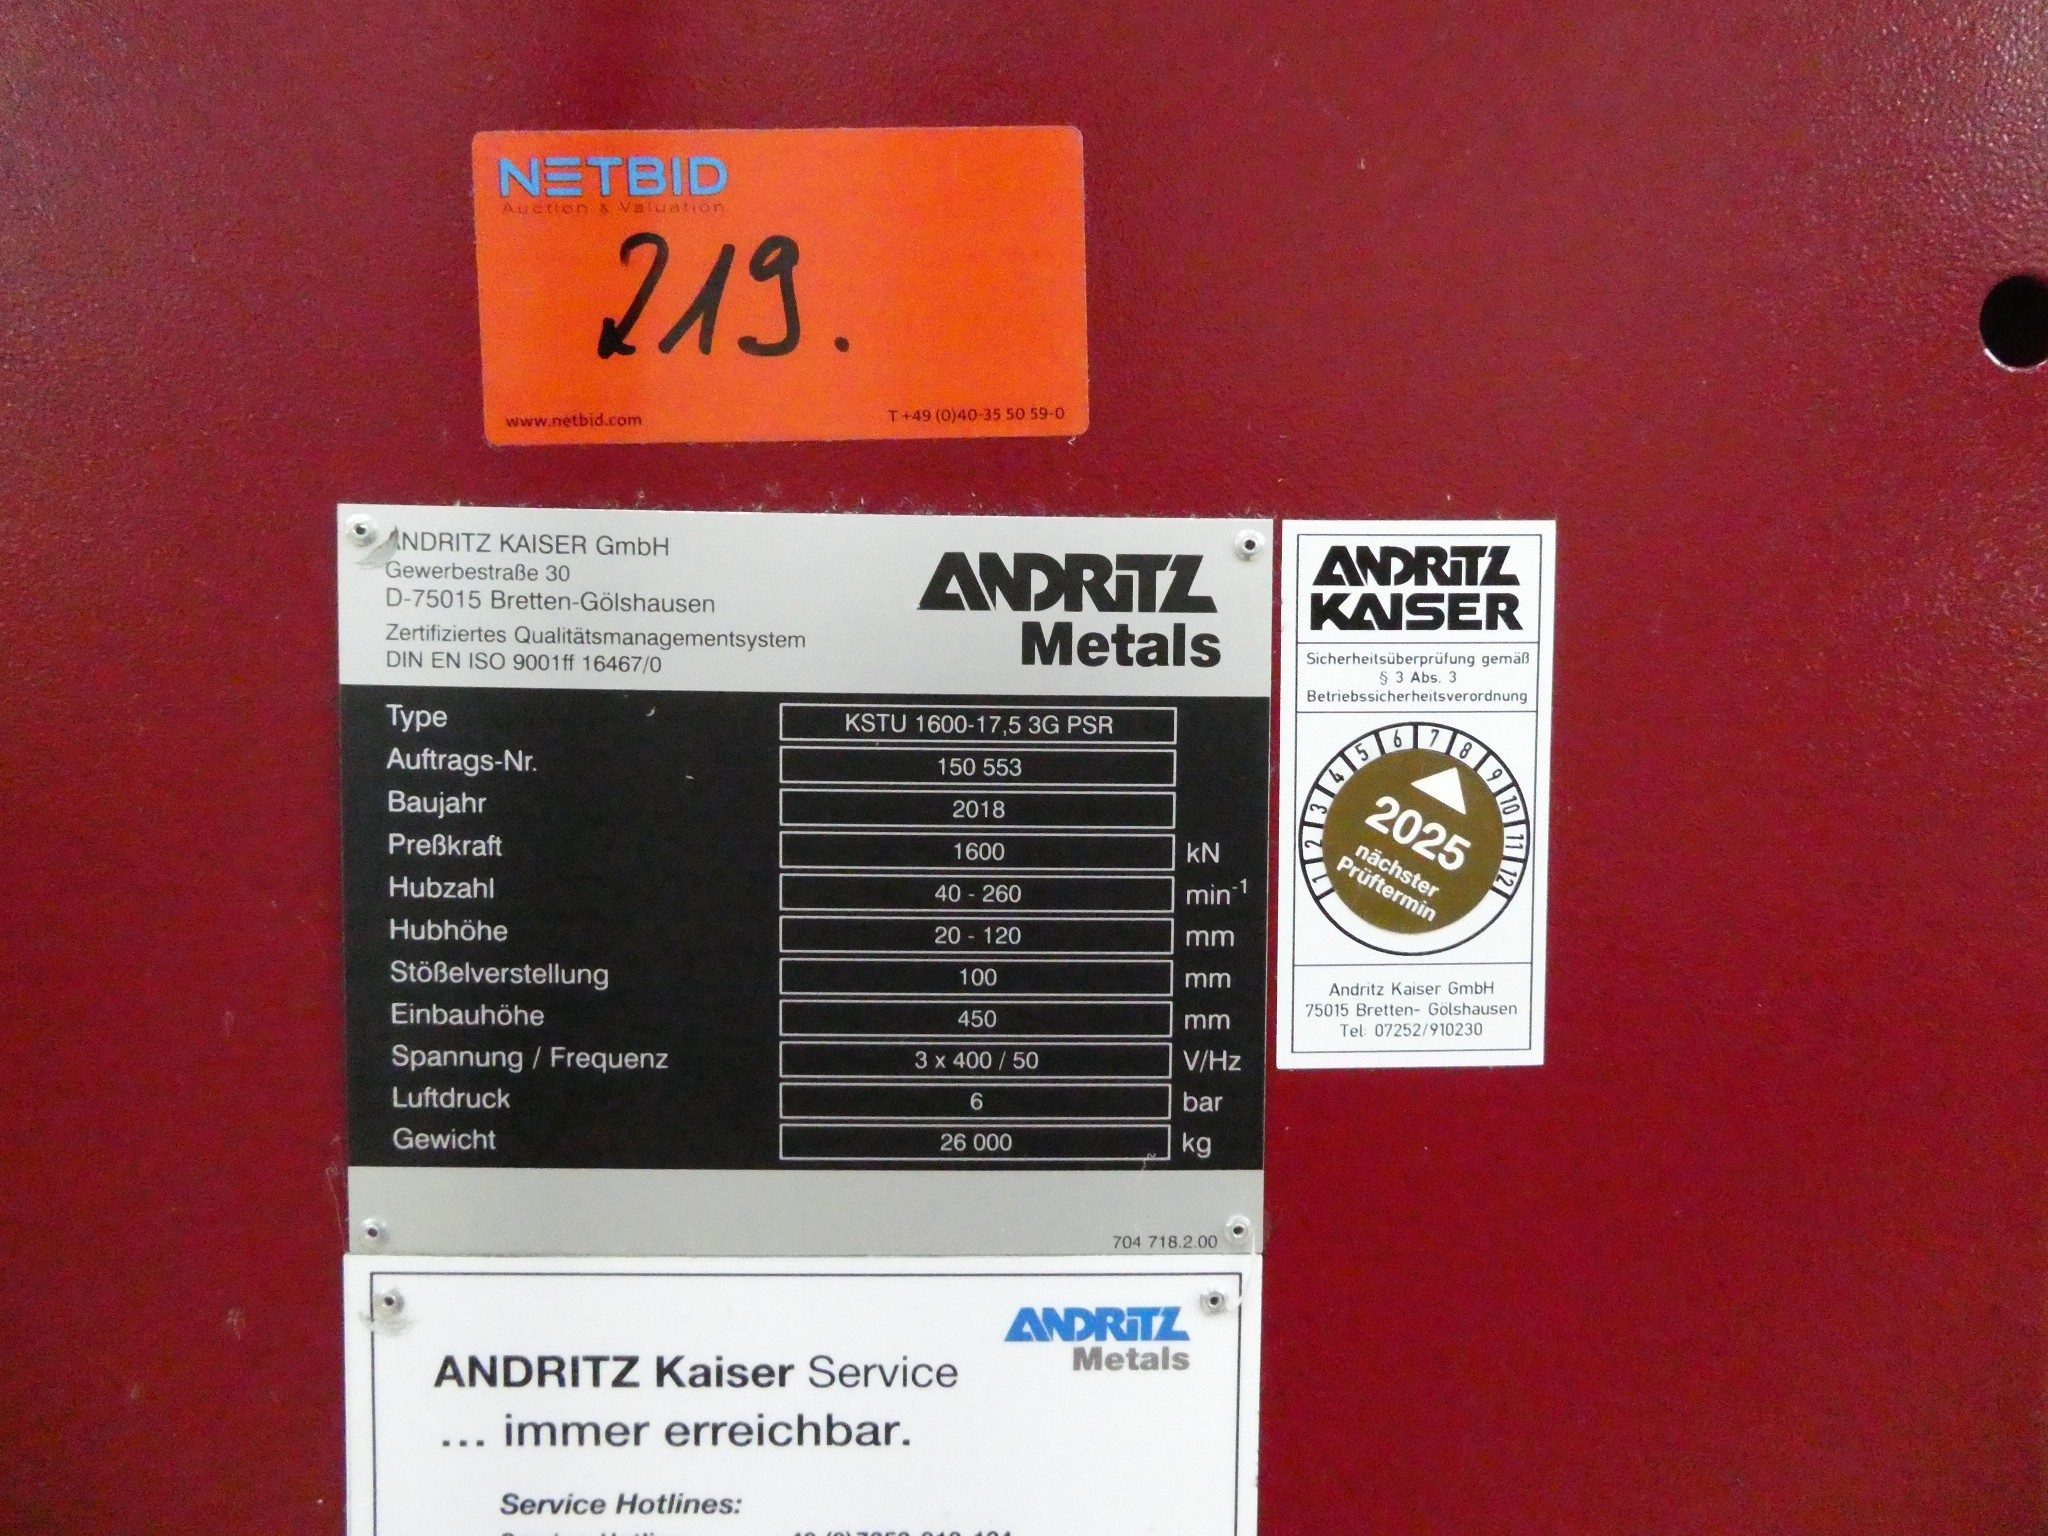 NETBID
Auction & Valuation
219.
www.netbid.com T +49 (0)40-35 50 59-0
ANDRITZ KAISER GmbH
Gewerbestraße 30
D-75015 Bretten-Gölshausen
Zertifiziertes Qualitätsmanagementsystem
DIN EN ISO 9001ff 16467/0
ANDRITZ
Metals
Type KSTU 1600-17,5 3G PSR
Auftrags-Nr. 150 553
Baujahr 2018
Preßkraft 1600 kN
Hubzahl 40 - 260 min-1
Hubhöhe 20 - 120 mm
Stößelverstellung 100 mm
Einbauhöhe 450 mm
Spannung / Frequenz 3 x 400 / 50 V/Hz
Luftdruck 6 bar
Gewicht 26 000 kg
704 718.2.00
ANDRITZ
KAISER
Sicherheitsüberprüfung gemäß
§ 3 Abs. 3
Betriebssicherheitsverordnung
1 2 3 4 5 6 7 8 9 10 11 12
2025
nächster
Prüftermin
Andritz Kaiser GmbH
75015 Bretten- Gölshausen
Tel: 07252/910230
ANDRITZ
Metals
ANDRITZ Kaiser Service
... immer erreichbar.
Service Hotlines: